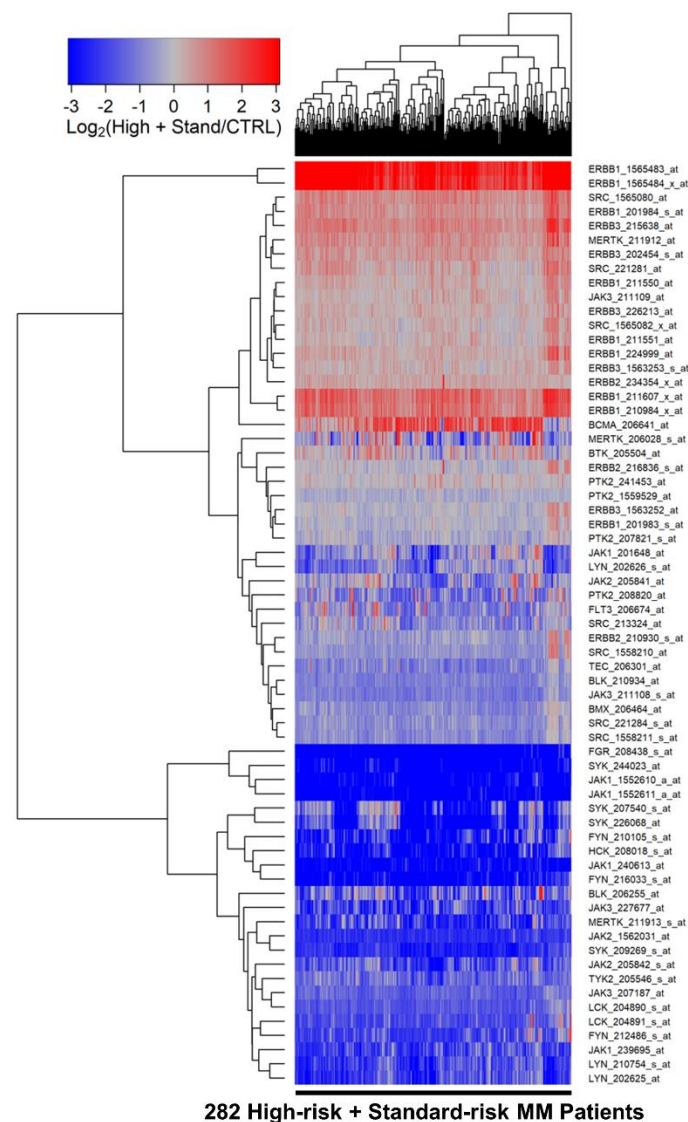 -3 -2 -1 0 1 2 3
Log2(High + Stand/CTRL)
ERBB1_1565483_at
ERBB1_1565484_x_at
SRC_1565080_at
ERBB1_201984_s_at
ERBB3_215638_at
MERTK_211912_at
ERBB3_202454_s_at
SRC_221281_at
ERBB1_211550_at
JAK3_211109_at
ERBB3_226213_at
SRC_1565082_x_at
ERBB1_211551_at
ERBB1_224999_at
ERBB3_1563253_s_at
ERBB2_234354_x_at
ERBB1_211607_x_at
ERBB1_210984_x_at
BCMA_206641_at
MERTK_206028_s_at
BTK_205504_at
ERBB2_216836_s_at
PTK2_241453_at
PTK2_1559529_at
ERBB3_1563252_at
ERBB1_201983_s_at
PTK2_207821_s_at
JAK1_201648_at
LYN_202626_s_at
JAK2_205841_at
PTK2_208820_at
FLT3_206674_at
SRC_213324_at
ERBB2_210930_s_at
SRC_1558210_at
TEC_206301_at
BLK_210934_at
JAK3_211108_s_at
BMX_206464_at
SRC_221284_s_at
SRC_1558211_s_at
FGR_208438_s_at
SYK_244023_at
JAK1_1552610_a_at
JAK1_1552611_a_at
SYK_207540_s_at
SYK_226068_at
FYN_210105_s_at
HCK_208018_s_at
JAK1_240613_at
FYN_216033_s_at
BLK_206255_at
JAK3_227677_at
MERTK_211913_s_at
JAK2_1562031_at
SYK_209269_s_at
JAK2_205842_s_at
TYK2_205546_s_at
JAK3_207187_at
LCK_204890_s_at
LCK_204891_s_at
FYN_212486_s_at
JAK1_239695_at
LYN_210754_s_at
LYN_202625_at
282 High-risk + Standard-risk MM Patients